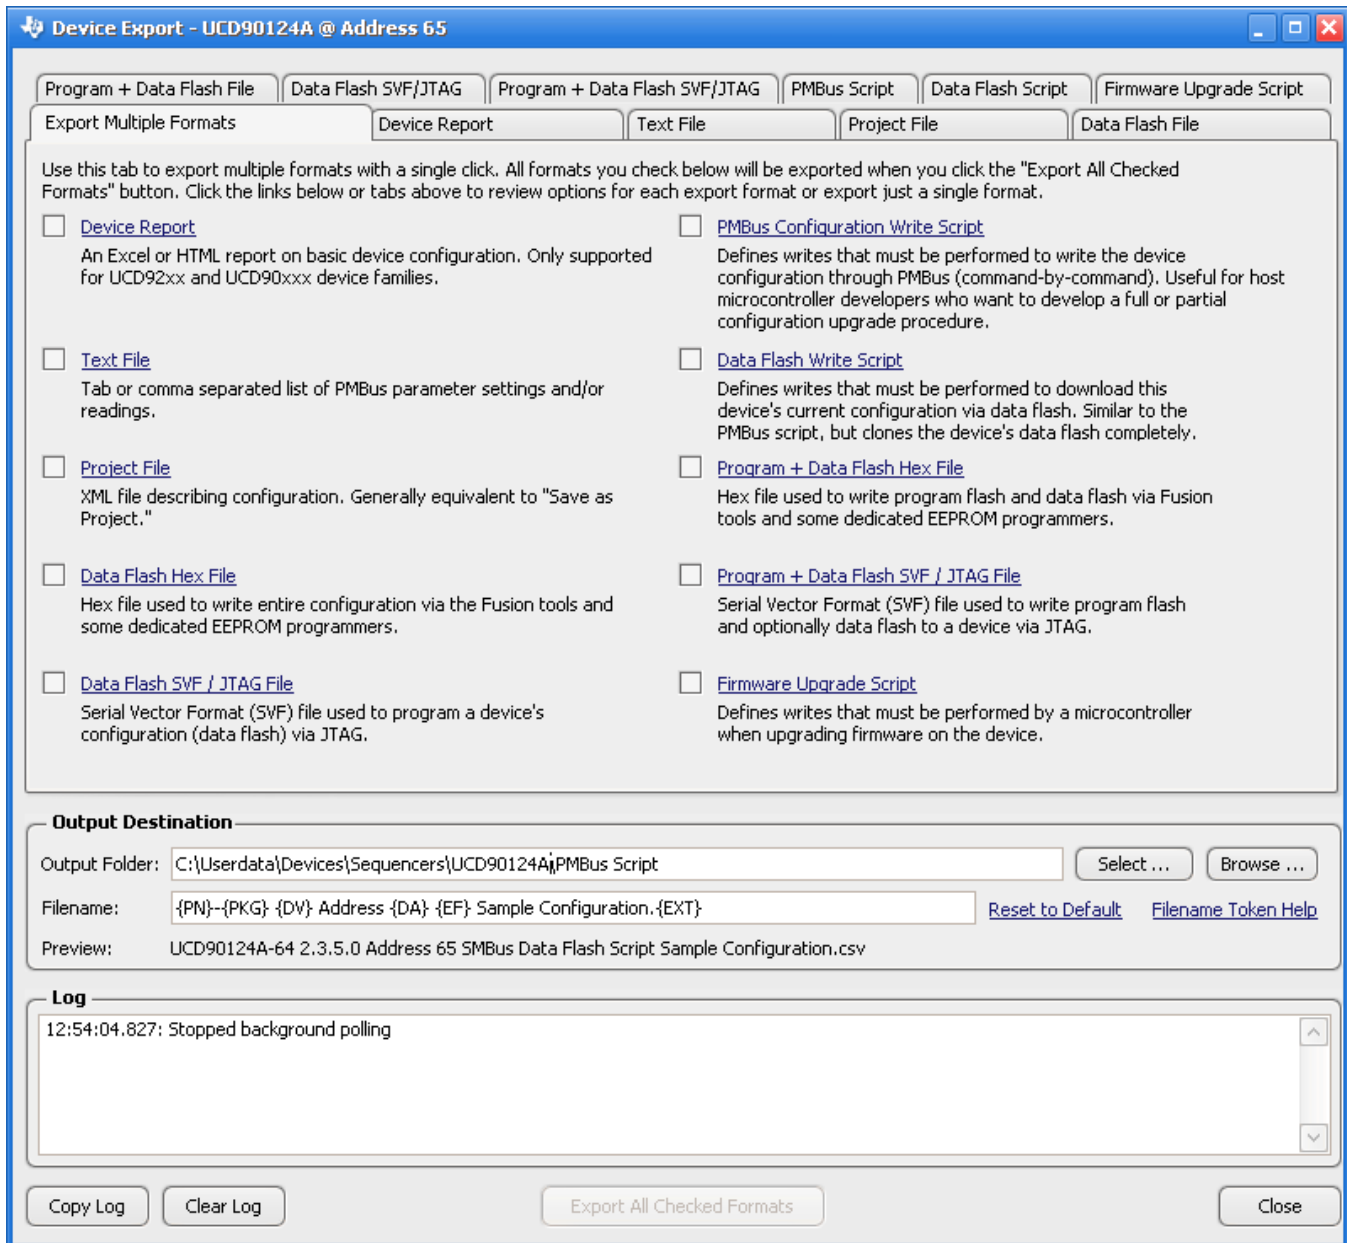 Device Export - UCD90124A @ Address 65
Program + Data Flash File
Data Flash SVF/JTAG
Program + Data Flash SVF/JTAG
PMBus Script
Data Flash Script
Firmware Upgrade Script
Export Multiple Formats
Device Report
Text File
Project File
Data Flash File
Use this tab to export multiple formats with a single click. All formats you check below will be exported when you click the "Export All Checked
Formats" button. Click the links below or tabs above to review options for each export format or export just a single format.
Device Report
An Excel or HTML report on basic device configuration. Only supported
for UCD92xx and UCD90xxx device families.
PMBus Configuration Write Script
Defines writes that must be performed to write the device
configuration through PMBus (command-by-command). Useful for host
microcontroller developers who want to develop a full or partial
configuration upgrade procedure.
Text File
Tab or comma separated list of PMBus parameter settings and/or
readings.
Data Flash Write Script
Defines writes that must be performed to download this
device's current configuration via data flash. Similar to the
PMBus script, but clones the device's data flash completely.
Project File
XML file describing configuration. Generally equivalent to "Save as
Project."
Program + Data Flash Hex File
Hex file used to write program flash and data flash via Fusion
tools and some dedicated EEPROM programmers.
Data Flash Hex File
Hex file used to write entire configuration via the Fusion tools and
some dedicated EEPROM programmers.
Program + Data Flash SVF / JTAG File
Serial Vector Format (SVF) file used to write program flash
and optionally data flash to a device via JTAG.
Data Flash SVF / JTAG File
Serial Vector Format (SVF) file used to program a device's
configuration (data flash) via JTAG.
Firmware Upgrade Script
Defines writes that must be performed by a microcontroller
when upgrading firmware on the device.
Output Destination
Output Folder: C:\Userdata\Devices\Sequencers\UCD90124A\PMBus Script
Select ...
Browse ...
Filename: {PN}-{PKG} {DV} Address {DA} {EF} Sample Configuration.{EXT}
Reset to Default
Filename Token Help
Preview: UCD90124A-64 2.3.5.0 Address 65 SMBus Data Flash Script Sample Configuration.csv
Log
12:54:04.827: Stopped background polling
Copy Log
Clear Log
Export All Checked Formats
Close